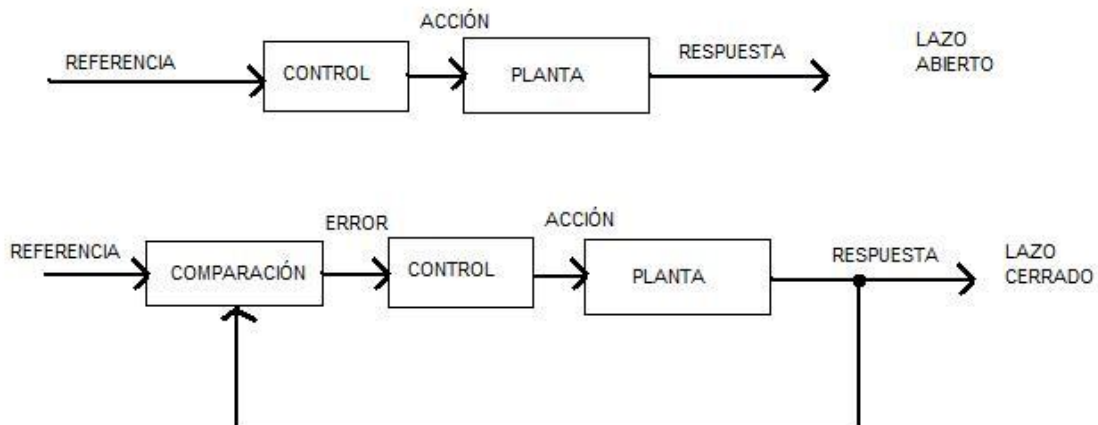 ACCIÓN
REFERENCIA
CONTROL
PLANTA
RESPUESTA
LAZO
ABIERTO
REFERENCIA
COMPARACIÓN
ERROR
CONTROL
ACCIÓN
PLANTA
RESPUESTA
LAZO
CERRADO